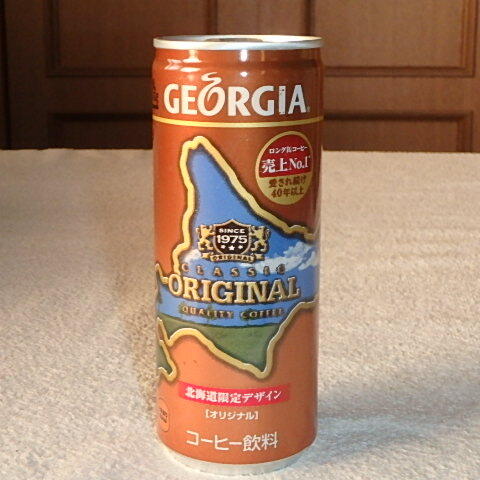 GEORGIA
ロング缶コーヒー
売上No.1
愛され続け
40年以上
SINCE
1975
ORIGINAL
CLASSIC
ORIGINAL
QUALITY COFFEE
北海道限定デザイン
【オリジナル】
コーヒー飲料